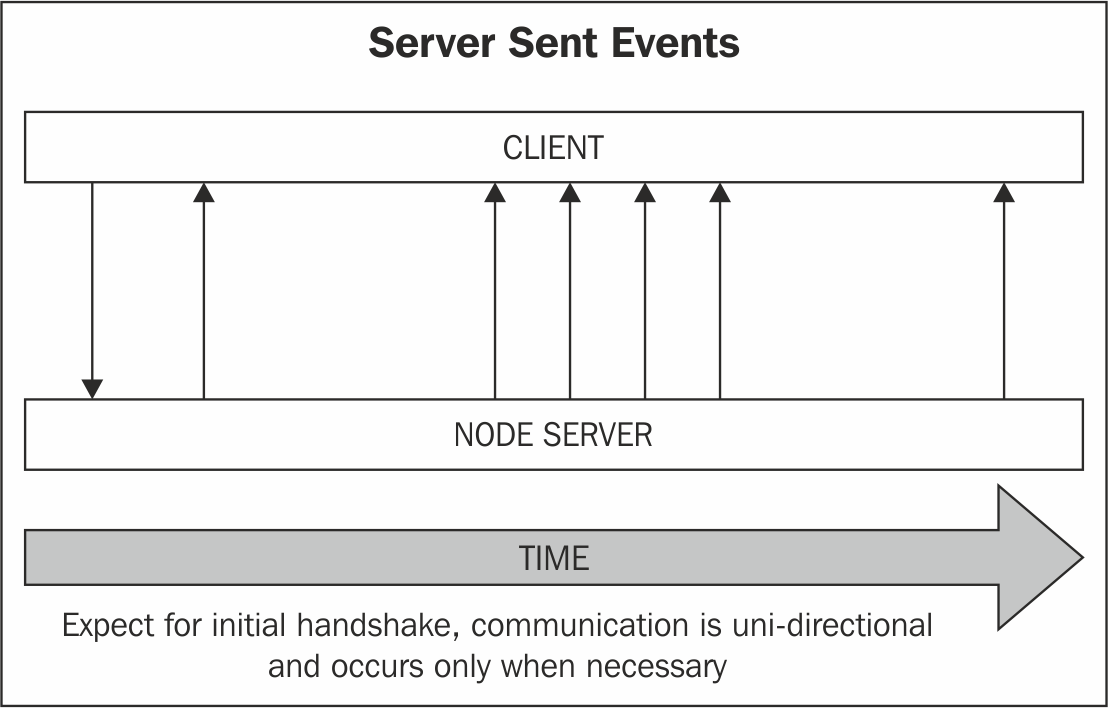 Server Sent Events
CLIENT
NODE SERVER
TIME
Expect for initial handshake, communication is uni-directional
and occurs only when necessary